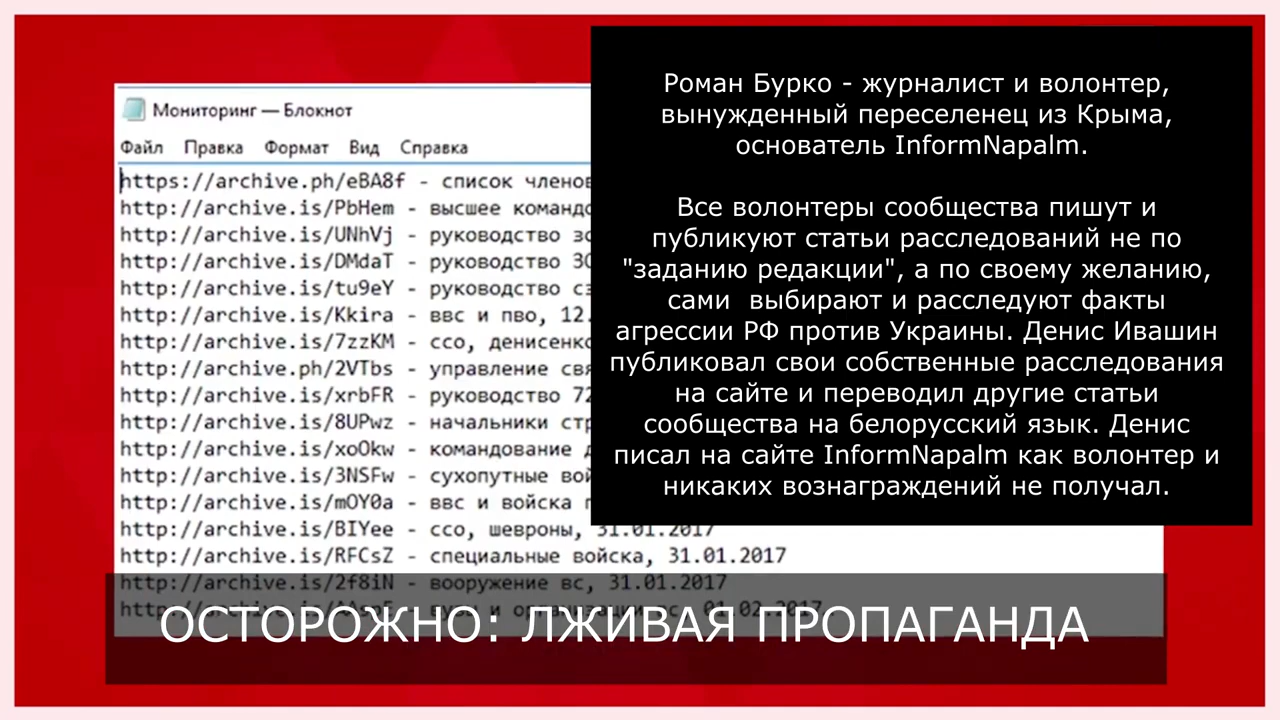 Мониторинг — Блокнот
Файл Правка Формат Вид Справка
https://archive.ph/eBA8f - список членов
http://archive.is/PbHem - высшее командо
http://archive.is/UNhVj - руководство
http://archive.is/DMdaT - руководство
http://archive.is/tu9eY - руководство
http://archive.is/Kkira - ввс и пво, 12.
http://archive.is/7zzKM - ссо, денисенко
http://archive.ph/2VTbs - управление свя
http://archive.is/xrbFR - руководство 72
http://archive.is/8UPwz - начальники стр
http://archive.is/xoOkw - командование
http://archive.is/3NSFw - сухопутные вой
http://archive.is/mOY0a - ввс и войска
http://archive.is/BIYee - ссо, шевроны, 31.01.2017
http://archive.is/RFCsZ - специальные войска, 31.01.2017
http://archive.is/2f8iN - вооружение вс, 31.01.2017
Роман Бурко - журналист и волонтер,
вынужденный переселенец из Крыма,
основатель InformNapalm.
Все волонтеры сообщества пишут и
публикуют статьи расследований не по
"заданию редакции", а по своему желанию,
сами выбирают и расследуют факты
агрессии РФ против Украины. Денис Ивашин
публиковал свои собственные расследования
на сайте и переводил другие статьи
сообщества на белорусский язык. Денис
писал на сайте InformNapalm как волонтер и
никаких вознаграждений не получал.
ОСТОРОЖНО: ЛЖИВАЯ ПРОПАГАНДА